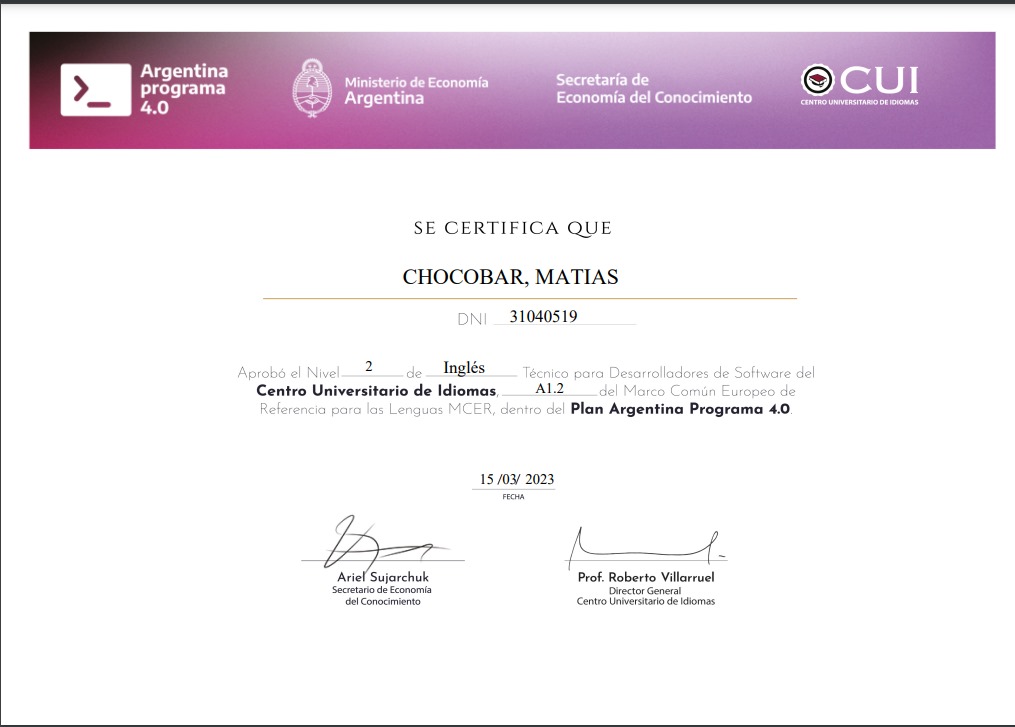 Argentina
programa
4.0
Ministerio de Economía
Argentina
Secretaría de
Economía del Conocimiento
CUI
CENTRO UNIVERSITARIO DE IDIOMAS
SE CERTIFICA QUE
CHOCOBAR, MATIAS
DNI 31040519
Aprobó el Nivel 2 de Inglés Técnico para Desarrolladores de Software del
Centro Universitario de Idiomas, A1.2 del Marco Común Europeo de
Referencia para las Lenguas MCER, dentro del Plan Argentina Programa 4.0.
15 /03/ 2023
FECHA
Ariel Sujarchuk
Secretario de Economía
del Conocimiento
Prof. Roberto Villarruel
Director General
Centro Universitario de Idiomas